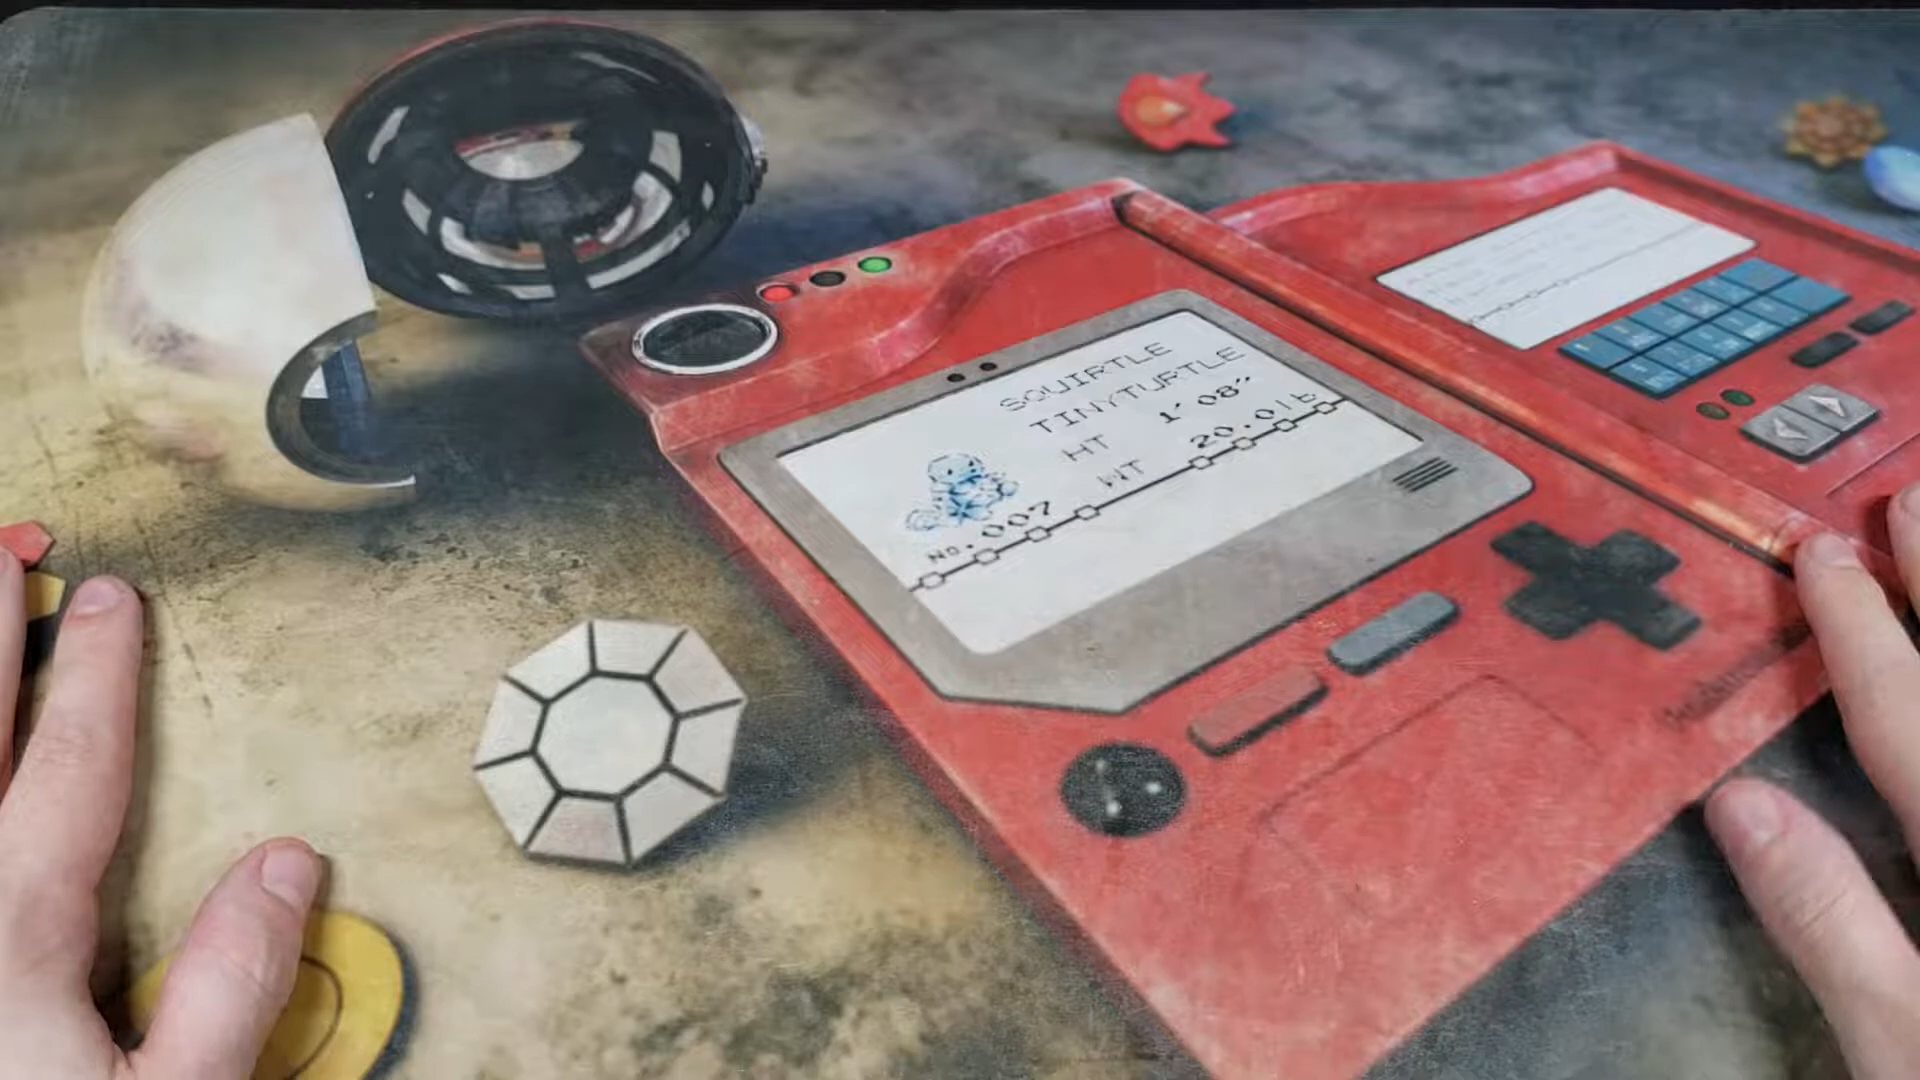 SQUIRTLE
TINYTURTLE
HT 1'08"
WT 20.0lb
No.007